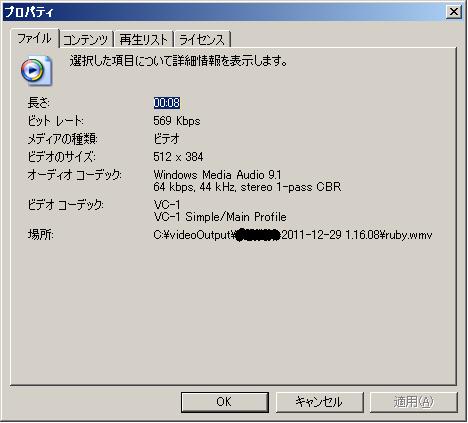 プロパティ
ファイル コンテンツ 再生リスト ライセンス
選択した項目について詳細情報を表示します。
長さ: 00:08
ビット レート: 569 Kbps
メディアの種類: ビデオ
ビデオのサイズ: 512 x 384
オーディオ コーデック: Windows Media Audio 9.1
64 kbps, 44 kHz, stereo 1-pass CBR
ビデオ コーデック: VC-1
VC-1 Simple/Main Profile
場所: C:¥videoOutput¥ 2011-12-29 1.16.08¥ruby.wmv
OK キャンセル 適用(A)